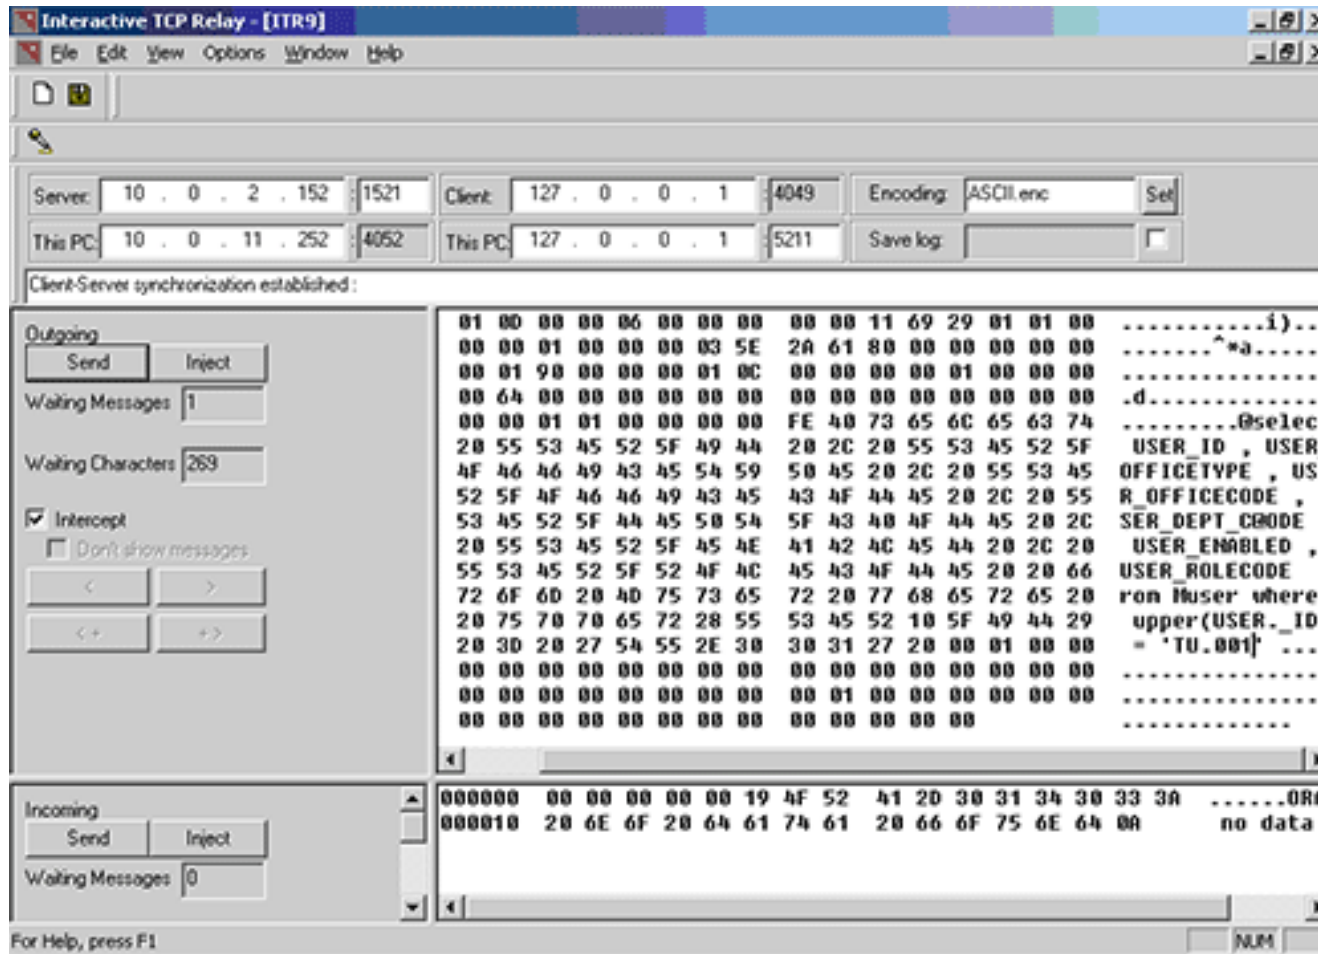 Interactive TCP Relay - [ITR9]
File Edit View Options Window Help
Server: 10 . 0 . 2 . 152 : 1521 Client: 127 . 0 . 0 . 1 : 4049 Encoding: ASCII.enc Set
This PC: 10 . 0 . 11 . 252 : 4052 This PC: 127 . 0 . 0 . 1 : 5211 Save log:
Client-Server synchronization established :
Outgoing
Send Inject
Waiting Messages 1
Waiting Characters 269
Intercept
Don't show messages
< >
< + + >
01 0D 00 00 06 00 00 00 00 00 11 69 29 01 01 00 ...........i)..
00 00 01 00 00 00 03 5E 2A 61 80 00 00 00 00 00 .......^*a.....
00 01 90 00 00 00 01 0C 00 00 00 00 01 00 00 00 ...............
00 64 00 00 00 00 00 00 00 00 00 00 00 00 00 00 .d.............
00 00 01 01 00 00 00 00 FE 40 73 65 6C 65 63 74 .........@selec
20 55 53 45 52 5F 49 44 20 2C 20 55 53 45 52 5F USER_ID , USER
4F 46 46 49 43 45 54 59 50 45 20 2C 20 55 53 45 OFFICETYPE , US
52 5F 4F 46 46 49 43 45 43 4F 44 45 20 2C 20 55 R_OFFICECODE ,
53 45 52 5F 44 45 50 54 5F 43 40 4F 44 45 20 2C SER_DEPT_C@ODE
20 55 53 45 52 5F 45 4E 41 42 4C 45 44 20 2C 20 USER_ENABLED ,
55 53 45 52 5F 52 4F 4C 45 43 4F 44 45 20 20 66 USER_ROLECODE
72 6F 6D 20 4D 75 73 65 72 20 77 68 65 72 65 20 rom Muser where
20 75 70 70 65 72 28 55 53 45 52 10 5F 49 44 29 upper(USER._ID
20 3D 20 27 54 55 2E 30 30 31 27 20 00 01 00 00 = 'TU.001' ...
00 00 00 00 00 00 00 00 00 00 00 00 00 00 00 00 ...............
00 00 00 00 00 00 00 00 00 01 00 00 00 00 00 00 ...............
00 00 00 00 00 00 00 00 00 00 00 00 00 .............
Incoming
Send Inject
Waiting Messages 0
000000 00 00 00 00 00 19 4F 52 41 2D 30 31 34 30 33 3A ......OR
000010 20 6E 6F 20 64 61 74 61 20 66 6F 75 6E 64 0A no data
For Help, press F1
NUM